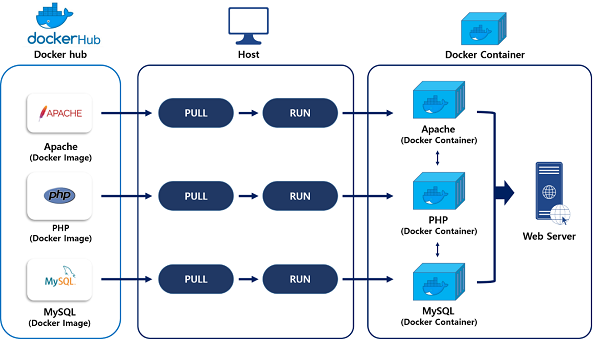 dockerHub
Docker hub
Host
Docker Container
APACHE
Apache
(Docker Image)
PULL
RUN
Apache
(Docker Container)
php
PHP
(Docker Image)
PULL
RUN
PHP
(Docker Container)
Web Server
MySQL
MySQL
(Docker Image)
PULL
RUN
MySQL
(Docker Container)